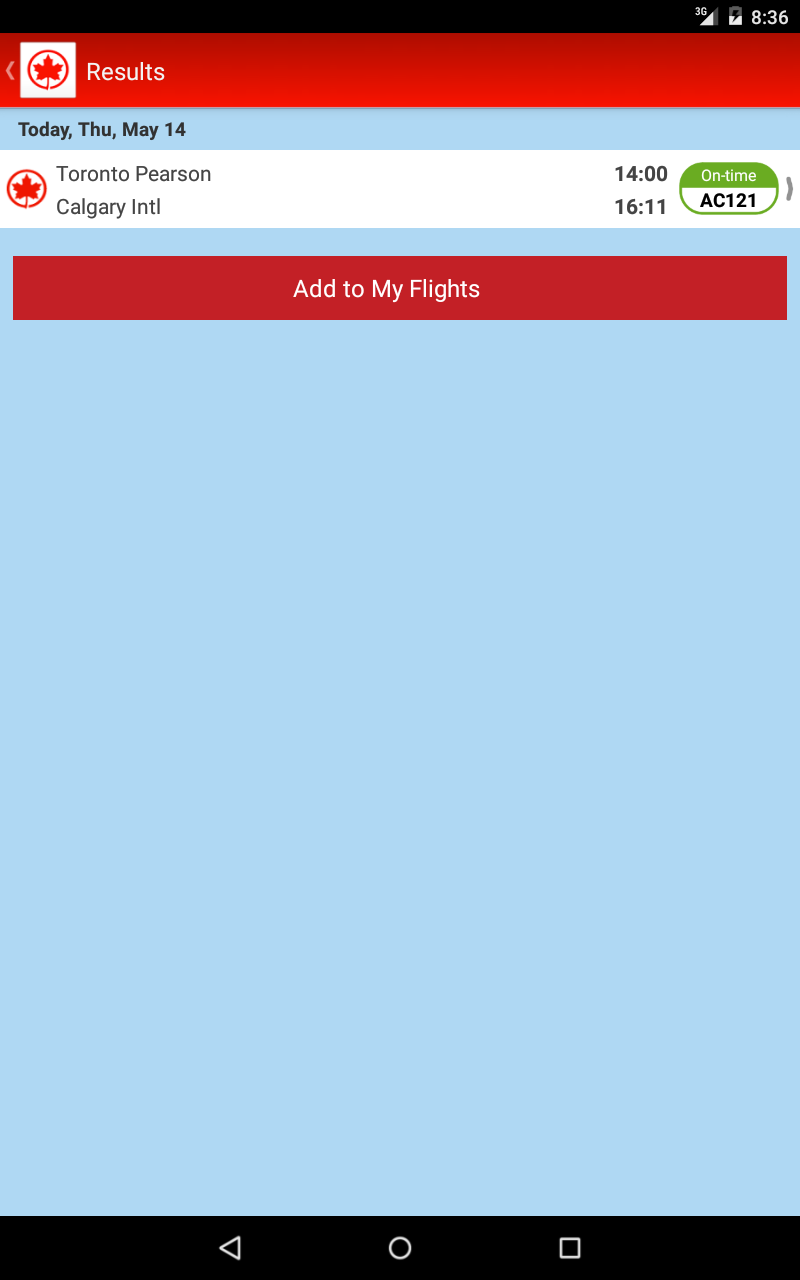 3G 8:36
Results
Today, Thu, May 14
Toronto Pearson 14:00 On-time
Calgary Intl 16:11 AC121
Add to My Flights